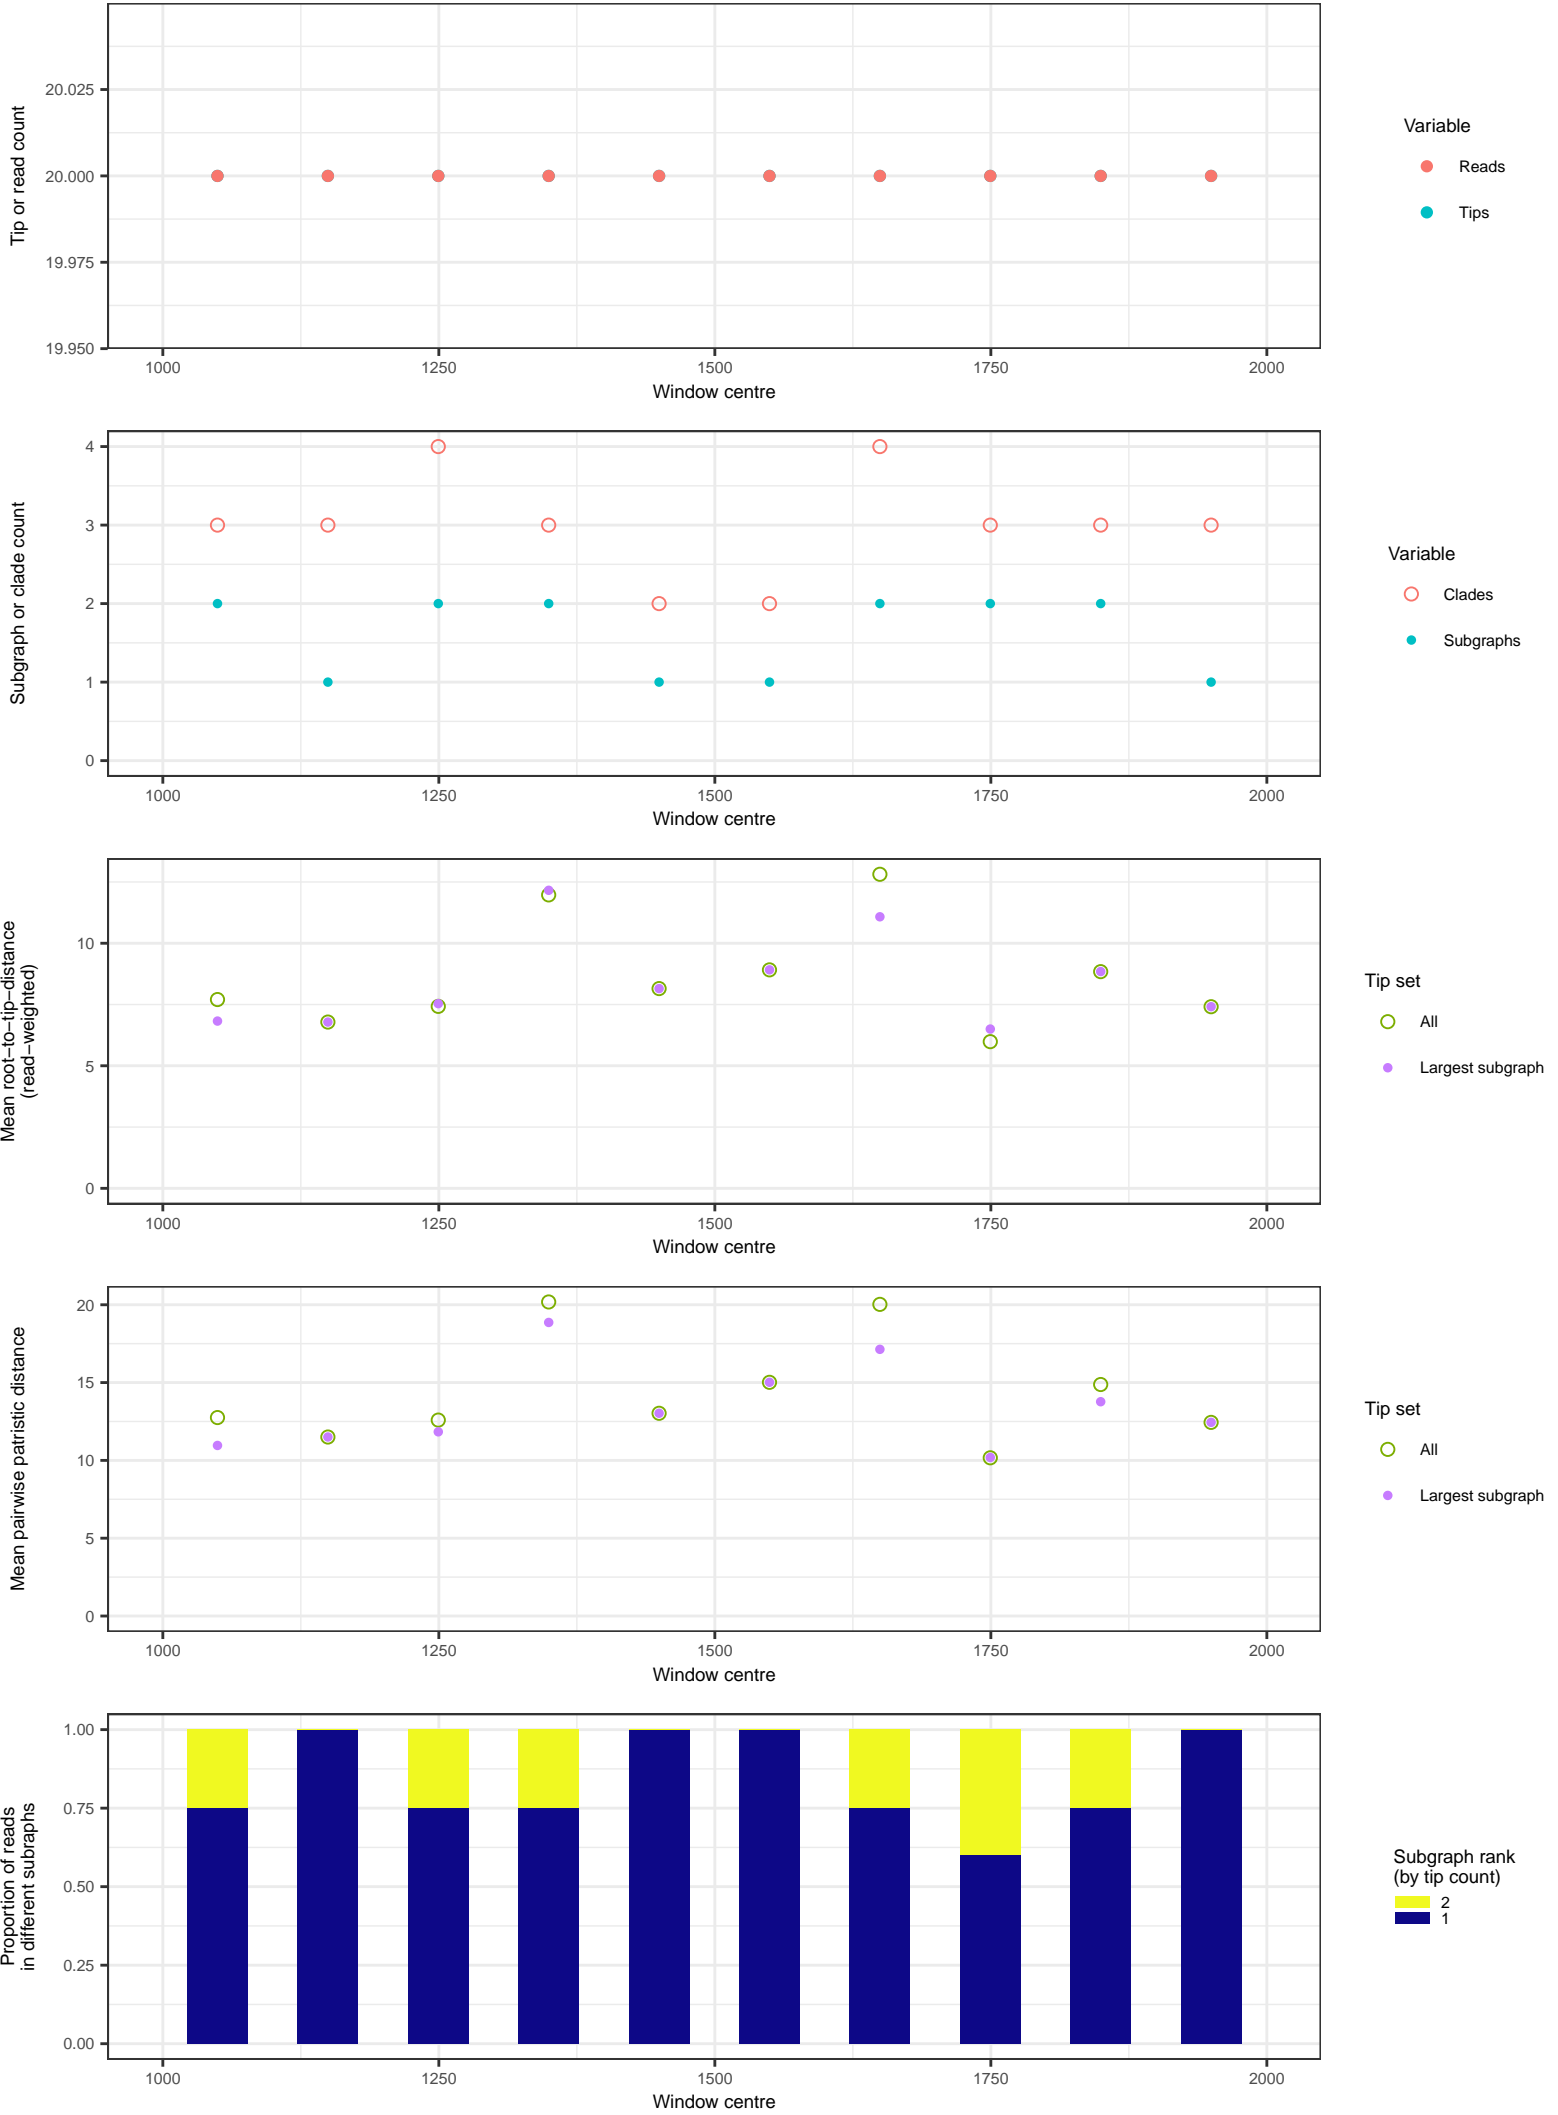 Tip or read count
20.025
20.000
19.975
19.950
1000 1250 1500 1750 2000
Window centre
Variable
Reads
Tips
Subgraph or clade count
4
3
2
1
0
1000 1250 1500 1750 2000
Window centre
Variable
Clades
Subgraphs
Mean root−to−tip−distance
(read−weighted)
10
5
0
1000 1250 1500 1750 2000
Window centre
Tip set
All
Largest subgraph
Mean pairwise patristic distance
20
15
10
5
0
1000 1250 1500 1750 2000
Window centre
Tip set
All
Largest subgraph
Proportion of reads
in different subraphs
1.00
0.75
0.50
0.25
0.00
1000 1250 1500 1750 2000
Window centre
Subgraph rank
(by tip count)
2
1